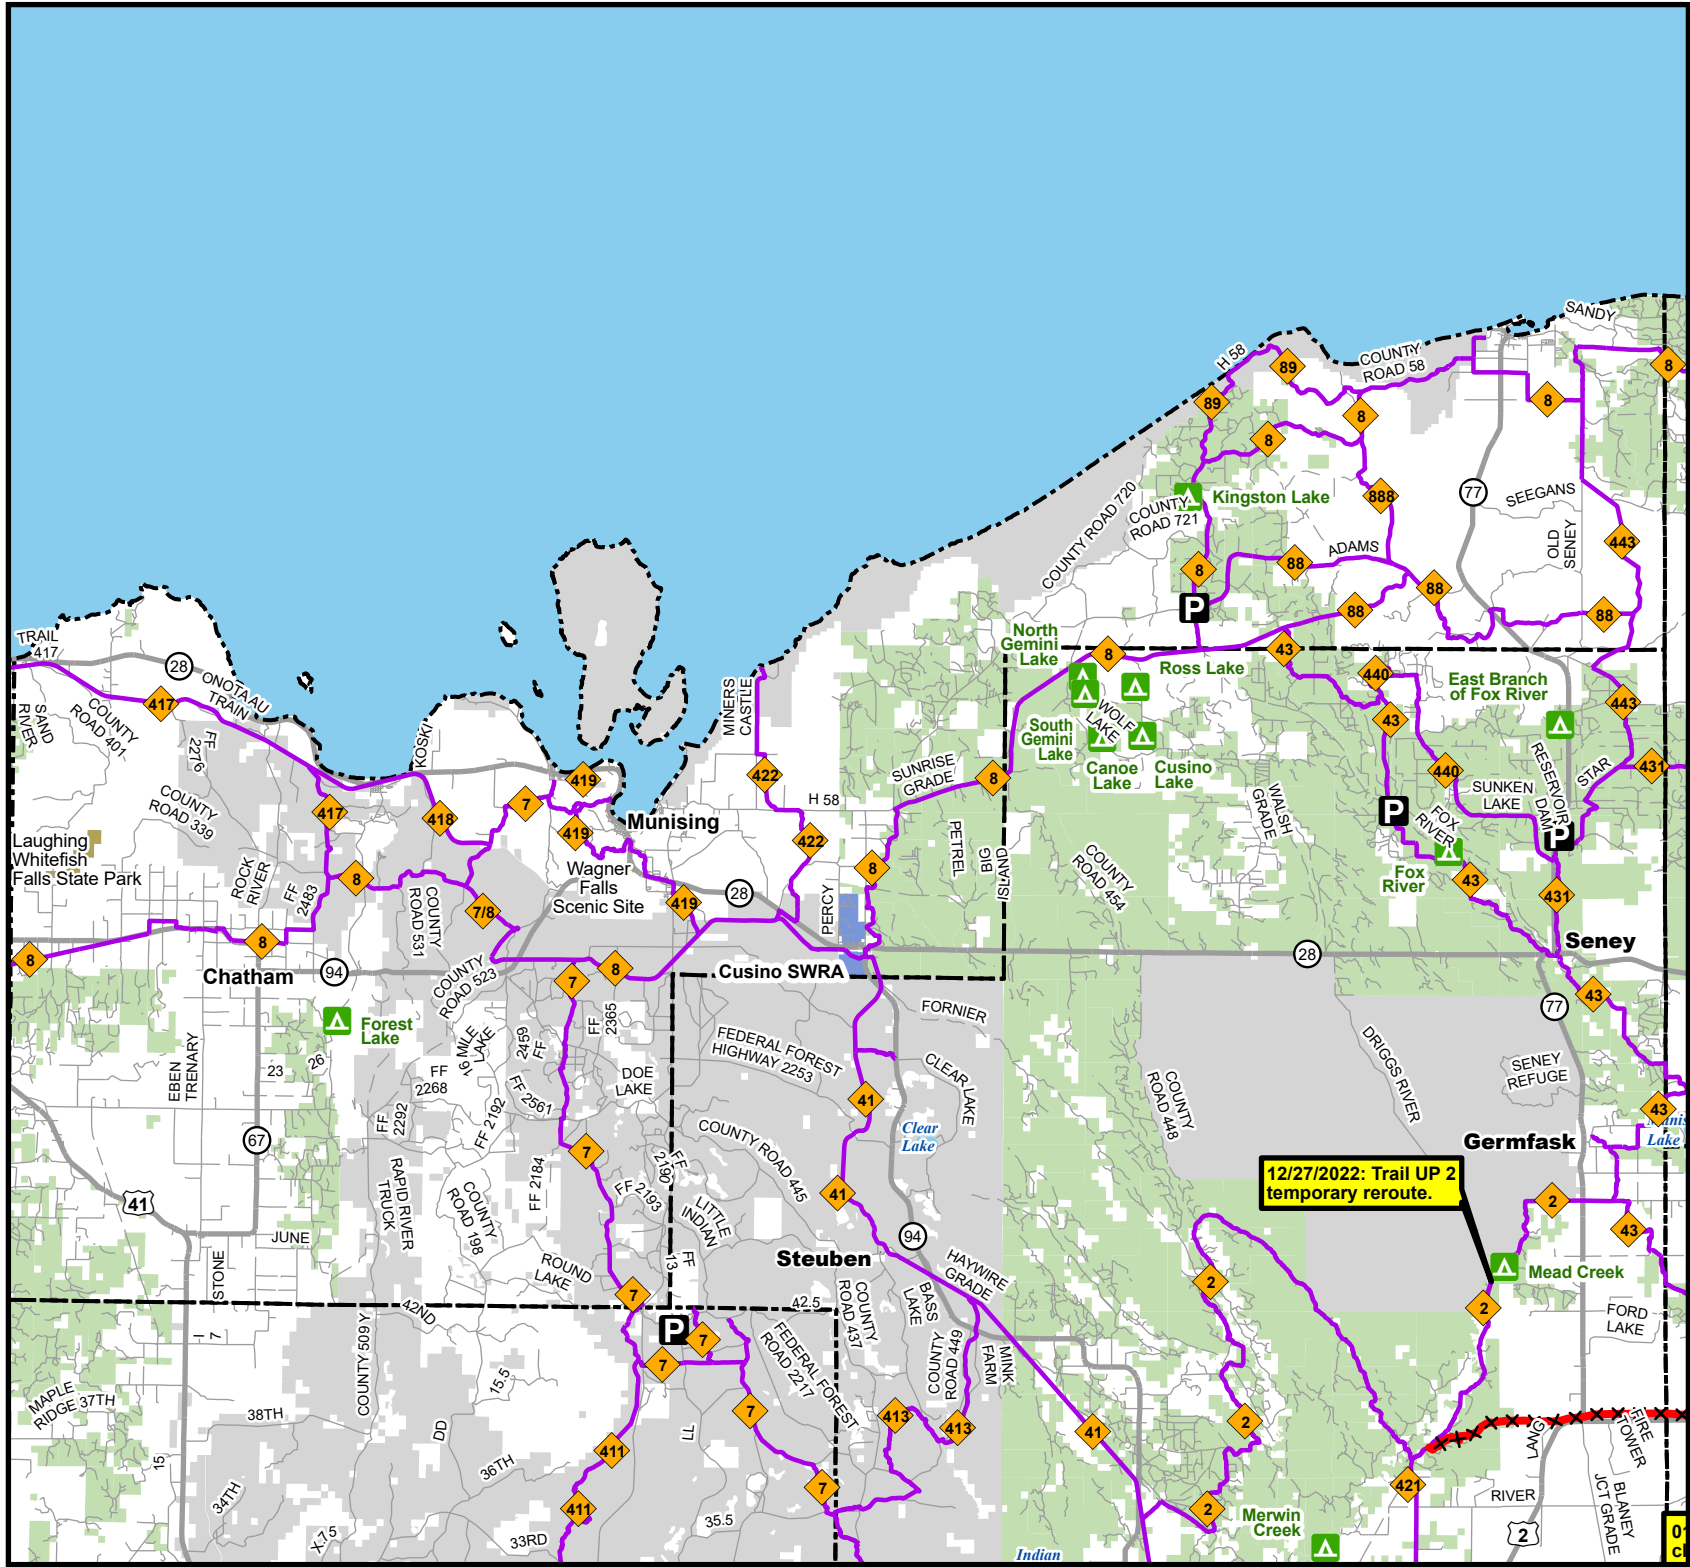 SANDY
H 58
COUNTY
ROAD 58
89
8
89
8
8
8
888
77
SEEGANS
Kingston Lake
COUNTY ROAD 720
COUNTY
ROAD 721
OLD
SENEY
443
ADAMS
88
8
88
P
88
88
TRAIL
417
28
ONOTA AU
TRAIN
417
COUNTY
ROAD 401
SAND
RIVER
FF
2276
KOSKI
MINERS
CASTLE
North
Gemini
Lake
8
Ross Lake
43
440
East Branch
of Fox River
443
43
WOLF
LAKE
South
Gemini
Lake
Canoe
Lake
Cusino
Lake
SUNRISE
GRADE
8
422
419
7
H 58
440
SUNKEN
LAKE
RESERVOIR
DAM
STAR
431
WALSH
GRADE
P
FOX
RIVER
P
COUNTY
ROAD 339
417
418
419
Munising
422
Laughing
Whitefish
Falls State Park
ROCK
RIVER
FF
2483
8
COUNTY
ROAD 531
7/8
Wagner
Falls
Scenic Site
419
28
PERCY
8
PETREL
BIG
ISLAND
COUNTY
ROAD 454
Fox
River
43
431
Seney
8
8
Chatham
94
COUNTY
ROAD 523
7
8
Cusino SWRA
28
43
77
Forest
Lake
EBEN
TRENARY
23
26
16 MILE
LAKE
FF
2459
FF
2365
FORNIER
FEDERAL FOREST
HIGHWAY 2253
DOE
LAKE
CLEAR LAKE
FF
2268
FF 2561
FF 2192
FF
2292
41
Clear
Lake
COUNTY
ROAD 448
DRIGGS RIVER
SENEY
REFUGE
43
Lake
Germfask
67
7
COUNTY ROAD 445
FF
2190
FF 2193
FF 2184
RAPID RIVER
TRUCK
COUNTY
ROAD 198
LITTLE
INDIAN
41
41
12/27/2022: Trail UP 2
temporary reroute.
2
43
JUNE
STONE
ROUND
LAKE
FF
13
Steuben
94
HAYWIRE
GRADE
2
Mead Creek
7
42ND
42.5
COUNTY
ROAD 437
BASS
LAKE
2
FORD
LAKE
I
7
COUNTY 509 Y
P
7
7
FEDERAL FOREST
ROAD 2217
COUNTY
ROAD 449
MINK
FARM
MAPLE
RIDGE 37TH
38TH
15.5
DD
7
LL
413
413
41
2
LANG
FIRE
TOWER
15
411
36TH
34TH
7
421
RIVER
411
33RD
X.7.5
35.5
2
Merwin
Creek
2
BLANEY
JCT GRADE
Indian